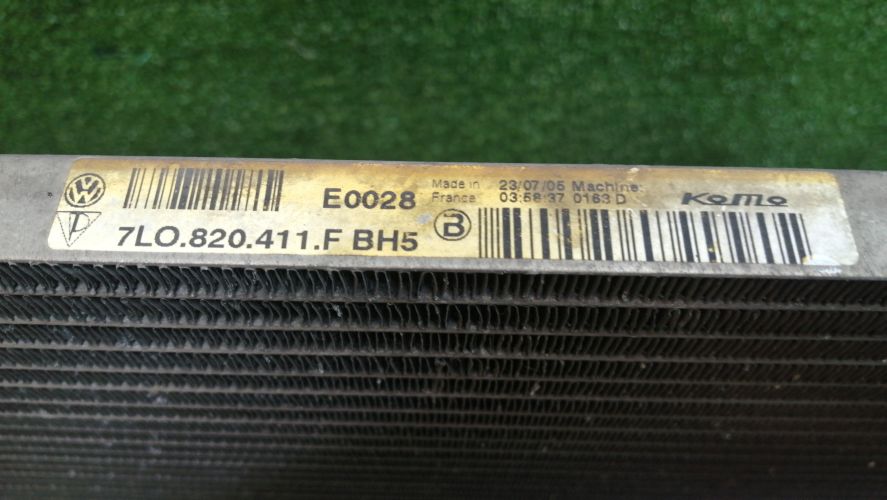 E0028
Made in France
23/07/05 Machine:
03:58:37 0163 D
KoMo
7LO.820.411.F BH5
B